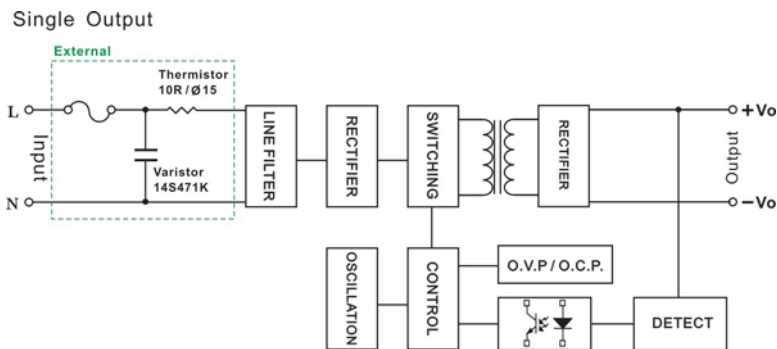 Single Output
External
Thermistor
10R/Ø15
L
Input
N
Varistor
14S471K
LINE FILTER
RECTIFIER
SWITCHING
RECTIFIER
+Vo
Output
−Vo
OSCILLATION
CONTROL
O.V.P/O.C.P.
DETECT